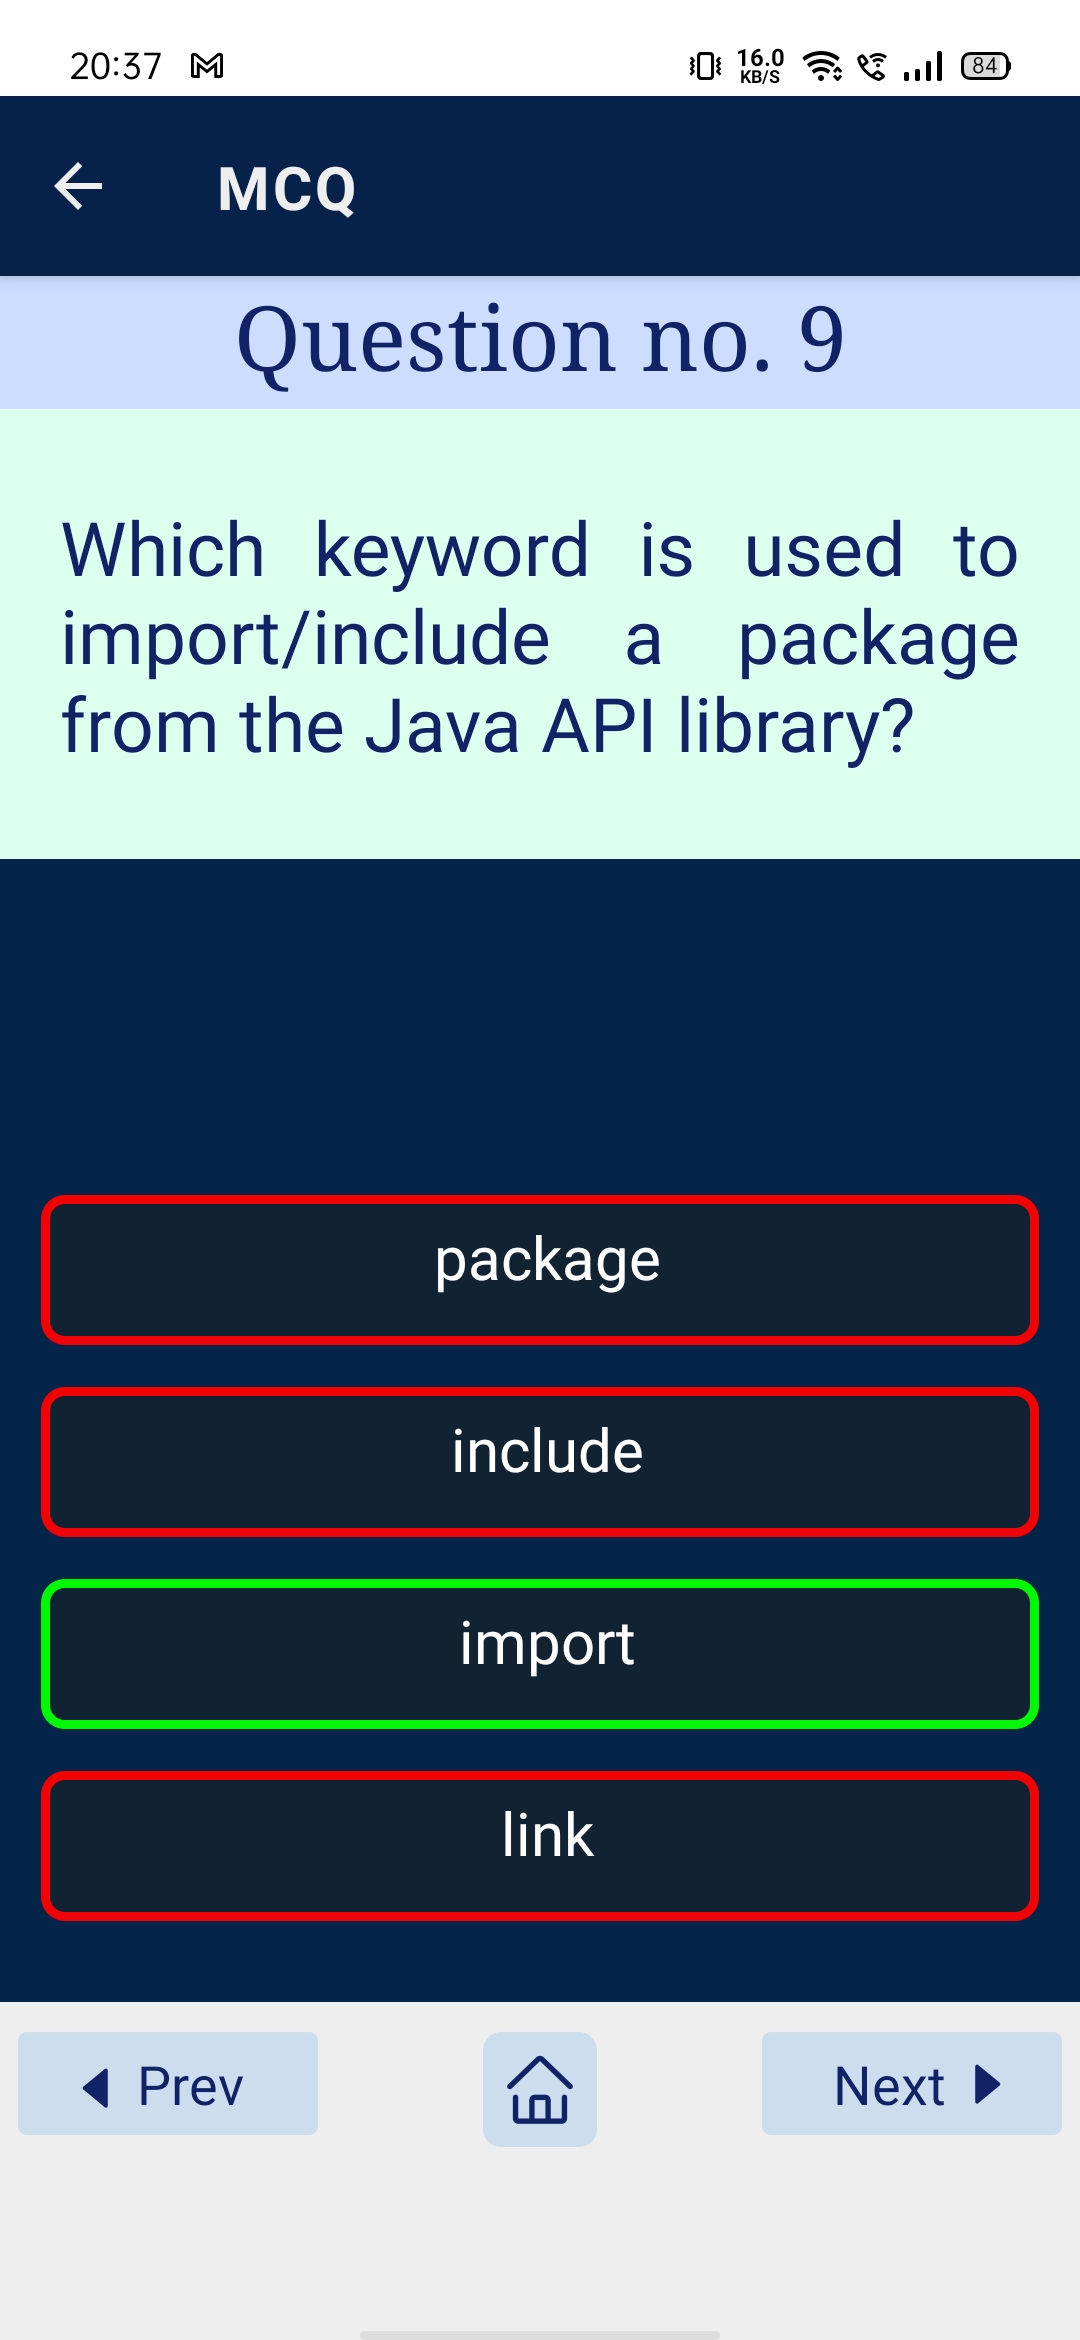 20:37 16.0 KB/S 84
MCQ
Question no. 9
Which keyword is used to
import/include a package
from the Java API library?
package
include
import
link
Prev Next